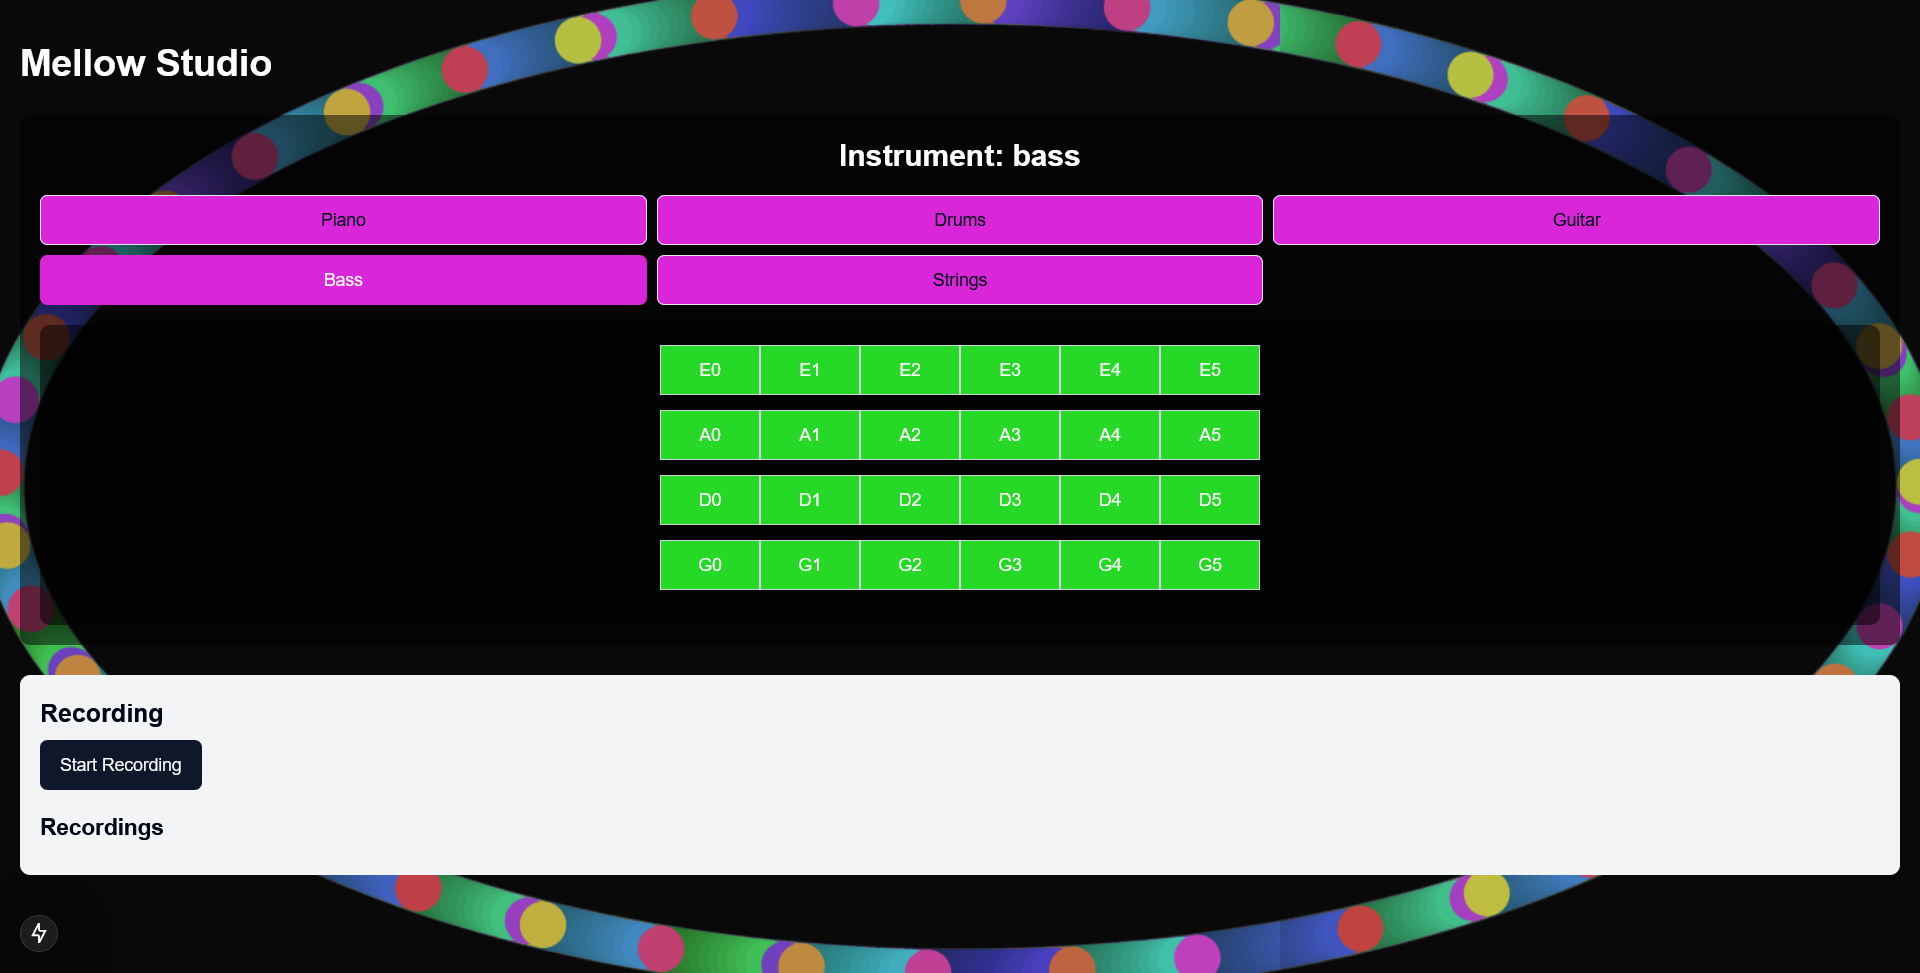 Mellow Studio
Instrument: bass
Piano Drums Guitar
Bass Strings
E0 E1 E2 E3 E4 E5
A0 A1 A2 A3 A4 A5
D0 D1 D2 D3 D4 D5
G0 G1 G2 G3 G4 G5
Recording
Start Recording
Recordings